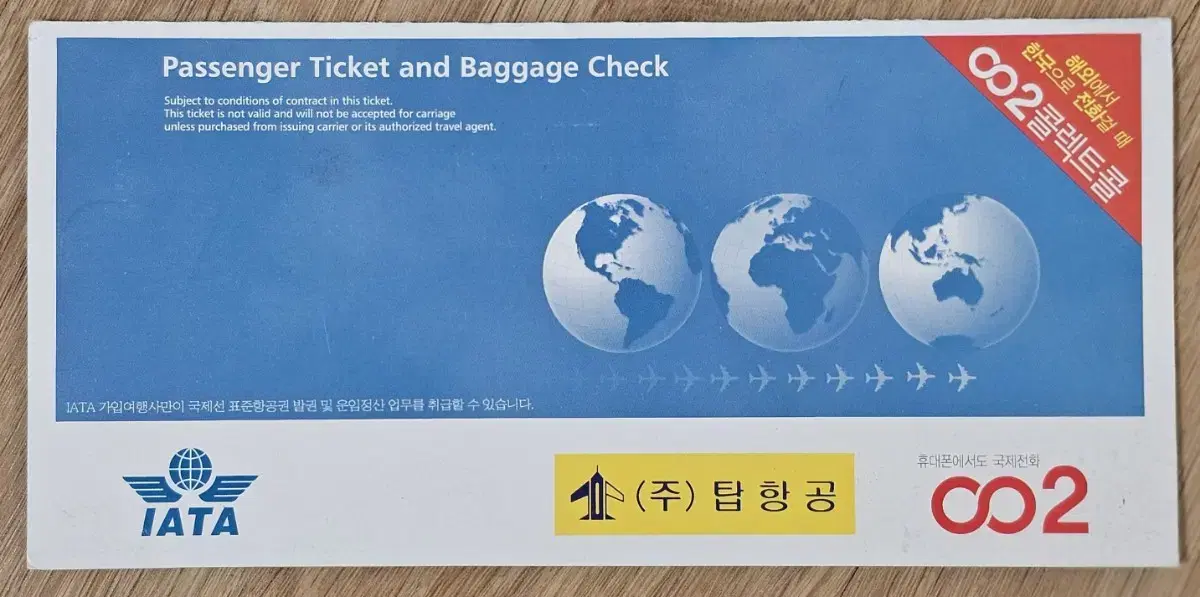 Passenger Ticket and Baggage Check
Subject to conditions of contract in this ticket.
This ticket is not valid and will not be accepted for carriage
unless purchased from issuing carrier or its authorized travel agent.
해외에서
한국으로 전화걸 때
002콜렉트콜
IATA 가입여행사만이 국제선 표준항공권 발권 및 운임정산 업무를 취급할 수 있습니다.
IATA
(주) 탑항공
휴대폰에서도 국제전화
002